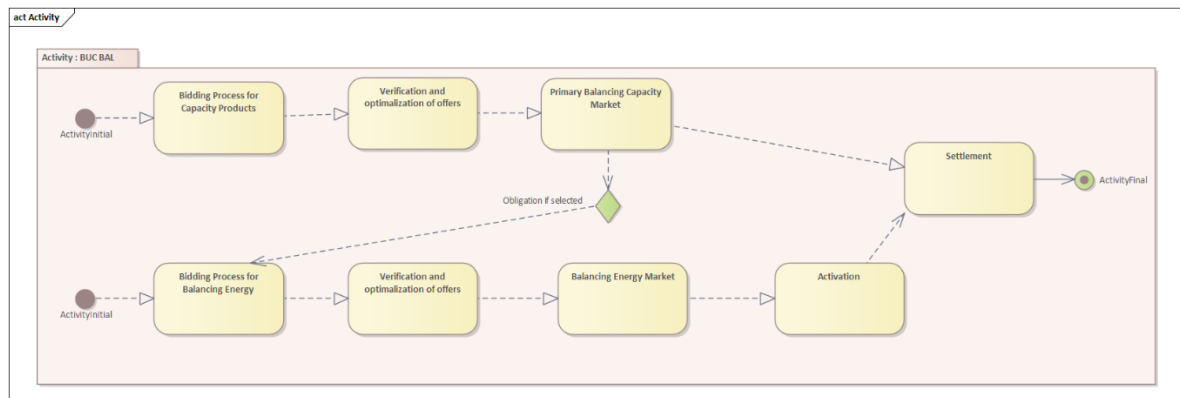 act Activity
Activity : BUC BAL
Bidding Process for
Capacity Products
Verification and
optimalization of offers
Primary Balancing Capacity
Market
ActivityInitial
Settlement
ActivityFinal
Obligation if selected
Bidding Process for
Balancing Energy
Verification and
optimalization of offers
Balancing Energy Market
Activation
ActivityInitial